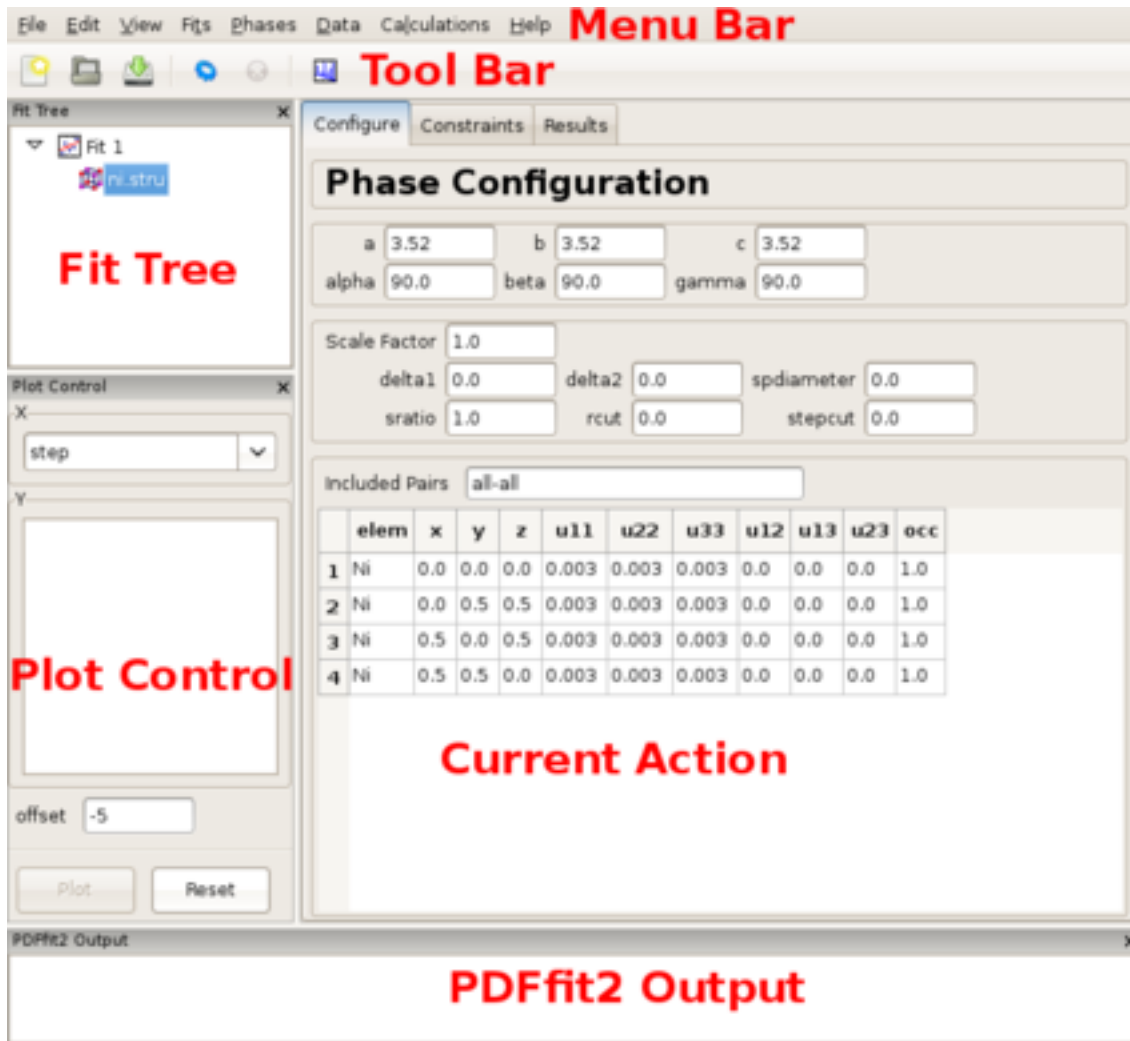 File Edit View Fits Phases Data Calculations Help Menu Bar
Tool Bar
Fit Tree x
Fit 1
ni.stru
Fit Tree
Plot Control x
X
step
Y
Plot Control
offset -5
Plot Reset
Configure Constraints Results
Phase Configuration
a 3.52 b 3.52 c 3.52
alpha 90.0 beta 90.0 gamma 90.0
Scale Factor 1.0
delta1 0.0 delta2 0.0 spdiameter 0.0
sratio 1.0 rcut 0.0 stepcut 0.0
Included Pairs all-all
elem x y z u11 u22 u33 u12 u13 u23 occ
1 Ni 0.0 0.0 0.0 0.003 0.003 0.003 0.0 0.0 0.0 1.0
2 Ni 0.0 0.5 0.5 0.003 0.003 0.003 0.0 0.0 0.0 1.0
3 Ni 0.5 0.0 0.5 0.003 0.003 0.003 0.0 0.0 0.0 1.0
4 Ni 0.5 0.5 0.0 0.003 0.003 0.003 0.0 0.0 0.0 1.0
Current Action
PDFfit2 Output x
PDFfit2 Output